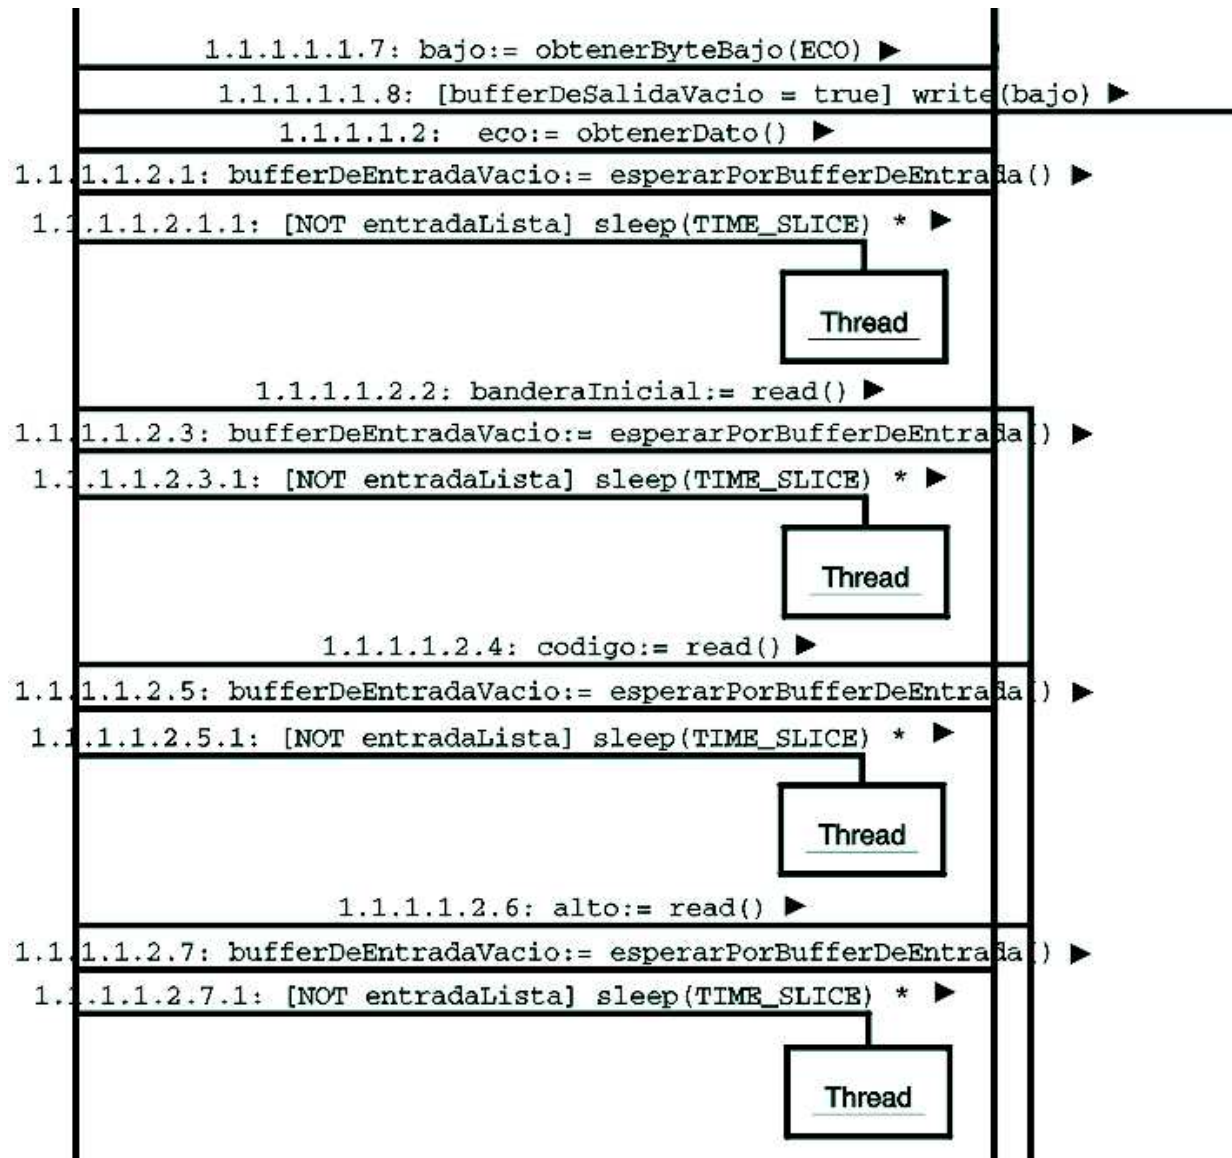 1.1.1.1.1.7: bajo:= obtenerByteBajo(ECO) ▶
1.1.1.1.1.8: [bufferDeSalidaVacio = true] write(bajo) ▶
1.1.1.1.2: eco:= obtenerDato() ▶
1.1.1.1.2.1: bufferDeEntradaVacio:= esperarPorBufferDeEntrada() ▶
1.1.1.1.2.1.1: [NOT entradaLista] sleep(TIME_SLICE) * ▶
Thread
1.1.1.1.2.2: banderaInicial:= read() ▶
1.1.1.1.2.3: bufferDeEntradaVacio:= esperarPorBufferDeEntrada() ▶
1.1.1.1.2.3.1: [NOT entradaLista] sleep(TIME_SLICE) * ▶
Thread
1.1.1.1.2.4: codigo:= read() ▶
1.1.1.1.2.5: bufferDeEntradaVacio:= esperarPorBufferDeEntrada() ▶
1.1.1.1.2.5.1: [NOT entradaLista] sleep(TIME_SLICE) * ▶
Thread
1.1.1.1.2.6: alto:= read() ▶
1.1.1.1.2.7: bufferDeEntradaVacio:= esperarPorBufferDeEntrada() ▶
1.1.1.1.2.7.1: [NOT entradaLista] sleep(TIME_SLICE) * ▶
Thread